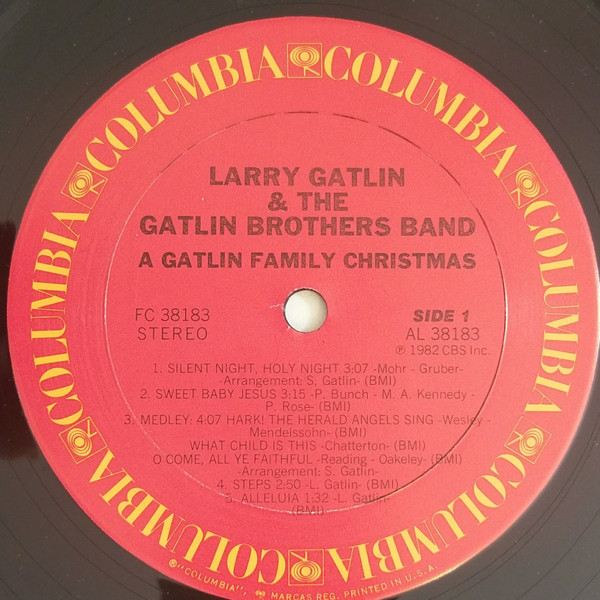 COLUMBIA COLUMBIA COLUMBIA COLUMBIA COLUMBIA COLUMBIA
LARRY GATLIN
& THE
GATLIN BROTHERS BAND
A GATLIN FAMILY CHRISTMAS
FC 38183
STEREO
SIDE 1
AL 38183
℗ 1982 CBS Inc.
1. SILENT NIGHT, HOLY NIGHT 3:07 -Mohr - Gruber-
-Arrangement: S. Gatlin- (BMI)
2. SWEET BABY JESUS 3:15 -P. Bunch - M. A. Kennedy -
P. Rose- (BMI)
3. MEDLEY: 4:07 HARK! THE HERALD ANGELS SING -Wesley -
Mendelssohn- (BMI)
WHAT CHILD IS THIS -Chatterton- (BMI)
O COME, ALL YE FAITHFUL -Reading - Oakeley- (BMI)
-Arrangement: S. Gatlin-
4. STEPS 2:50 -L. Gatlin- (BMI)
5. ALLELUIA 1:32 -L. Gatlin-
(BMI)
® "COLUMBIA", MARCAS REG. PRINTED IN U.S.A.